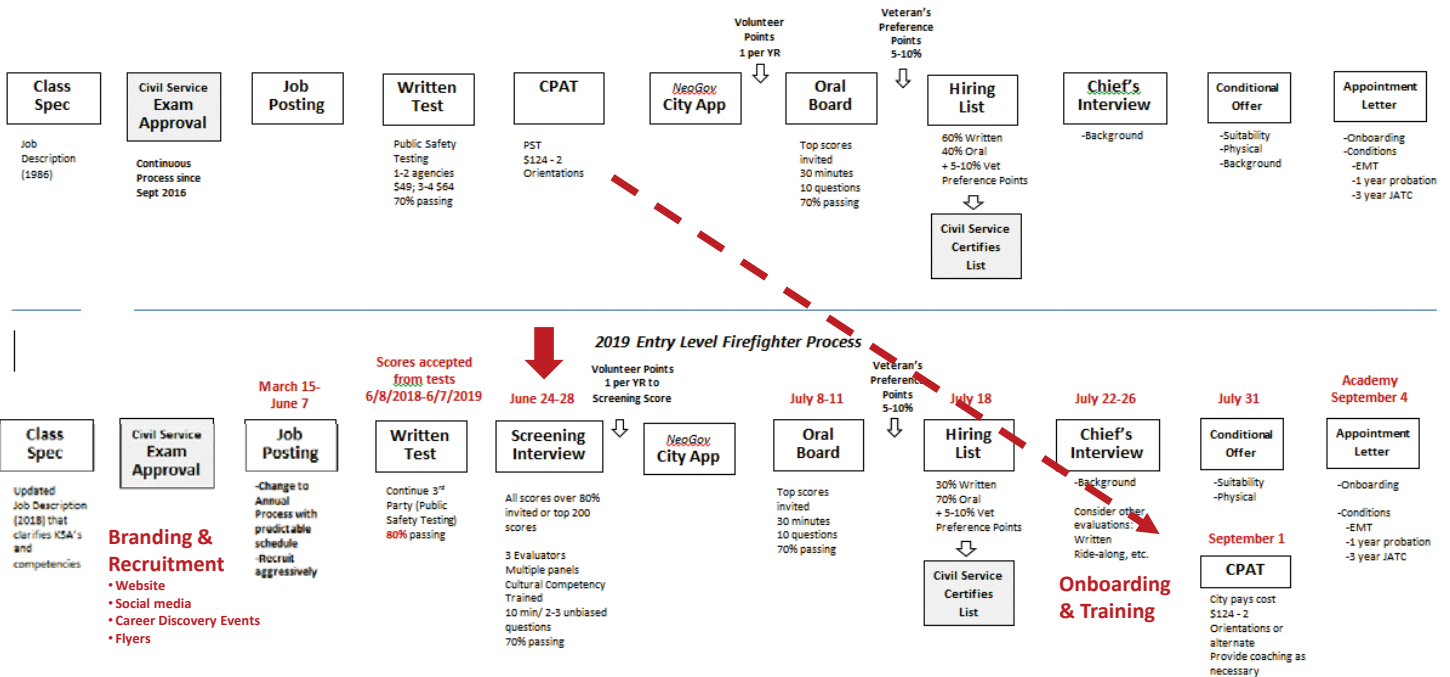 Volunteer
Points
1 per YR
Veteran's
Preference
Points
5-10%
Class
Spec
Job
Description
(1986)
Civil Service
Exam
Approval
Continuous
Process since
Sept 2016
Job
Posting
Written
Test
Public Safety
Testing
1-2 agencies
$49; 3-4 $64
70% passing
CPAT
PST
$124 - 2
Orientations
NeoGov
City App
Oral
Board
Top scores
invited
30 minutes
10 questions
70% passing
Hiring
List
60% Written
40% Oral
+ 5-10% Vet
Preference Points
Civil Service
Certifies
List
Chief's
Interview
-Background
Conditional
Offer
-Suitability
-Physical
-Background
Appointment
Letter
-Onboarding
-Conditions
-EMT
-1 year probation
-3 year JATC
2019 Entry Level Firefighter Process
Class
Spec
Updated
Job Description
(2018) that
clarifies KSA's
and
competencies
Civil Service
Exam
Approval
Branding &
Recruitment
• Website
• Social media
• Career Discovery Events
• Flyers
March 15-
June 7
Job
Posting
-Change to
Annual
Process with
predictable
schedule
-Recruit
aggressively
Scores accepted
from tests
6/8/2018-6/7/2019
Written
Test
Continue 3rd
Party (Public
Safety Testing)
80% passing
June 24-28
Screening
Interview
All scores over 80%
invited or top 200
scores
3 Evaluators
Multiple panels
Cultural Competency
Trained
10 min/ 2-3 unbiased
questions
70% passing
Volunteer Points
1 per YR to
Screening Score
NeoGov
City App
July 8-11
Oral
Board
Top scores
invited
30 minutes
10 questions
70% passing
Veteran's
Preference
Points
5-10%
July 18
Hiring
List
30% Written
70% Oral
+ 5-10% Vet
Preference Points
Civil Service
Certifies
List
July 22-26
Chief's
Interview
-Background
Consider other
evaluations:
Written
Ride-along, etc.
Onboarding
& Training
July 31
Conditional
Offer
-Suitability
-Physical
September 1
CPAT
City pays cost
$124 - 2
Orientations or
alternate
Provide coaching as
necessary
Academy
September 4
Appointment
Letter
-Onboarding
-Conditions
-EMT
-1 year probation
-3 year JATC